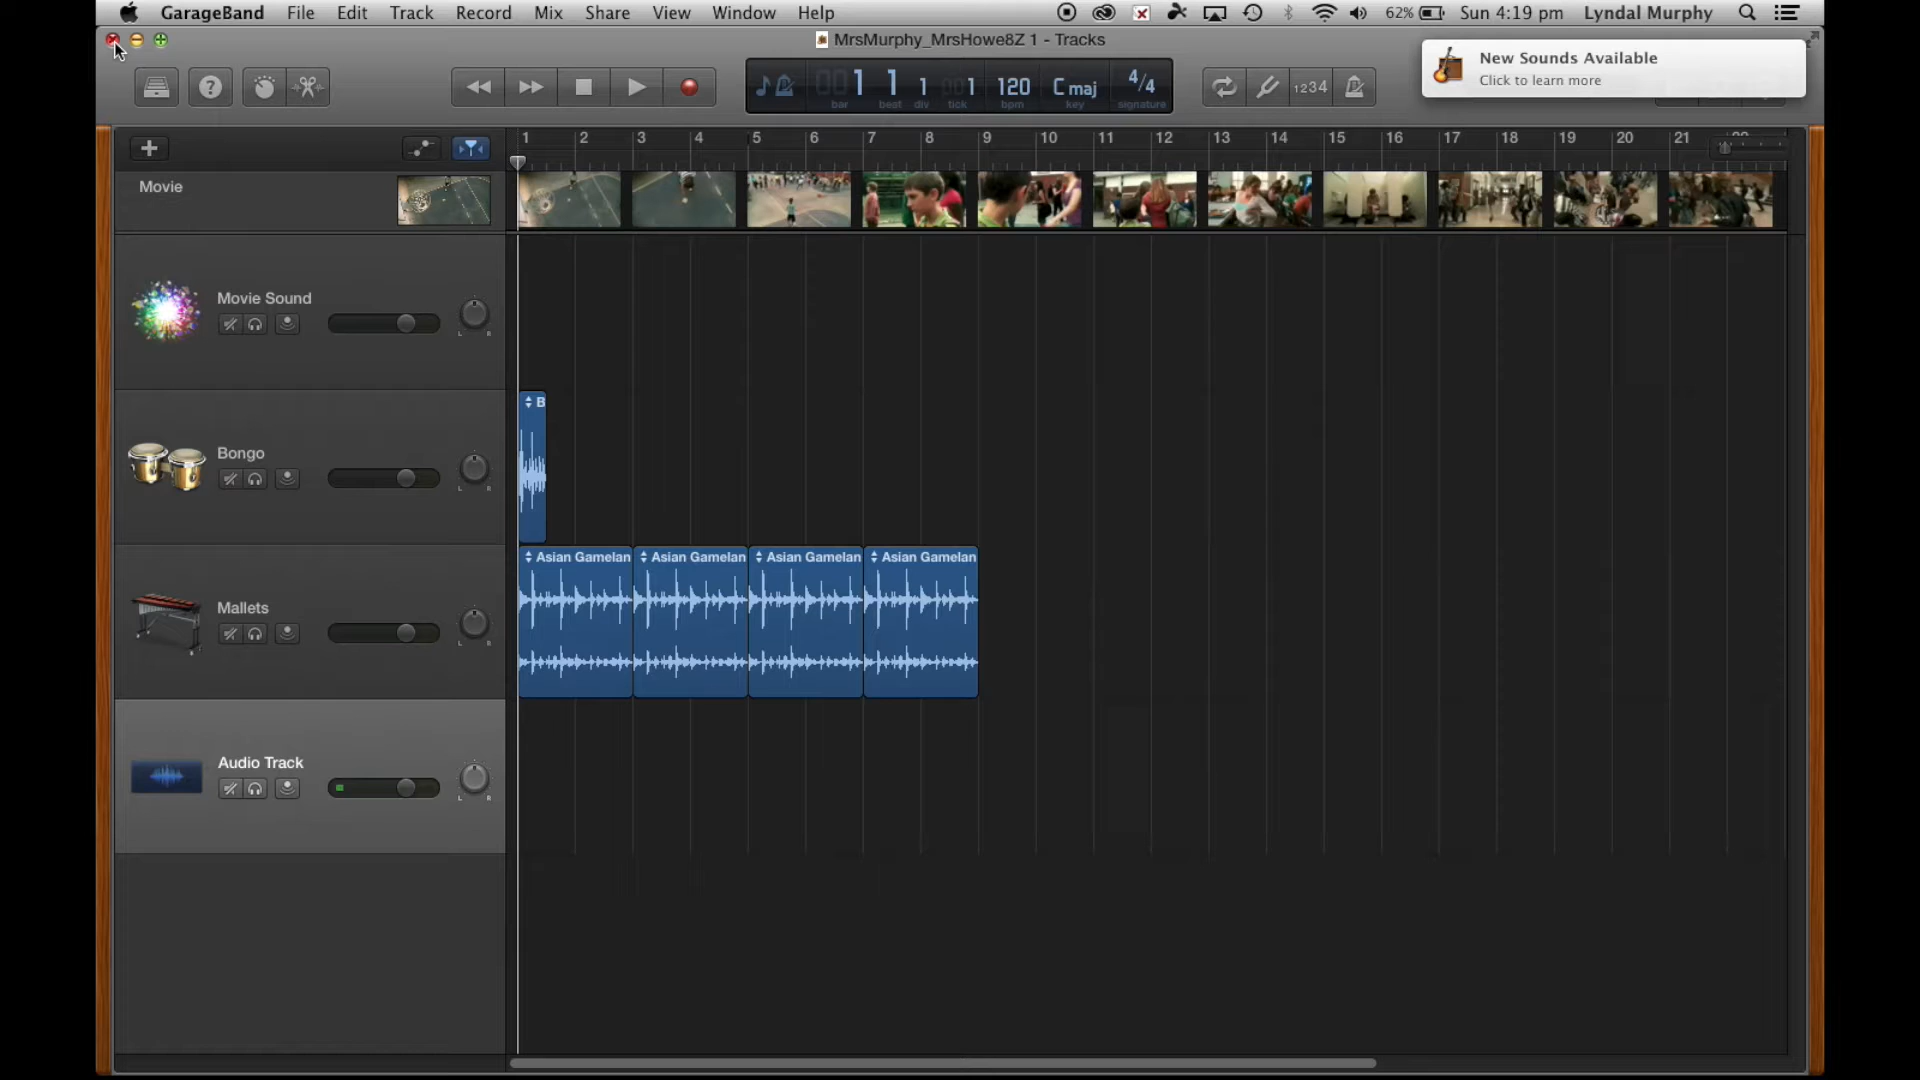 GarageBand File Edit Track Record Mix Share View Window Help 62% Sun 4:19 pm Lyndal Murphy
MrsMurphy_MrsHowe8Z 1 - Tracks
New Sounds Available
Click to learn more
1 1 1 1 120 C maj 4/4
bar beat div tick bpm key signature
1234
1 2 3 4 5 6 7 8 9 10 11 12 13 14 15 16 17 18 19 20 21
Movie
Movie Sound
L R
B
Bongo
L R
Asian Gamelan Asian Gamelan Asian Gamelan Asian Gamelan
Mallets
L R
Audio Track
L R